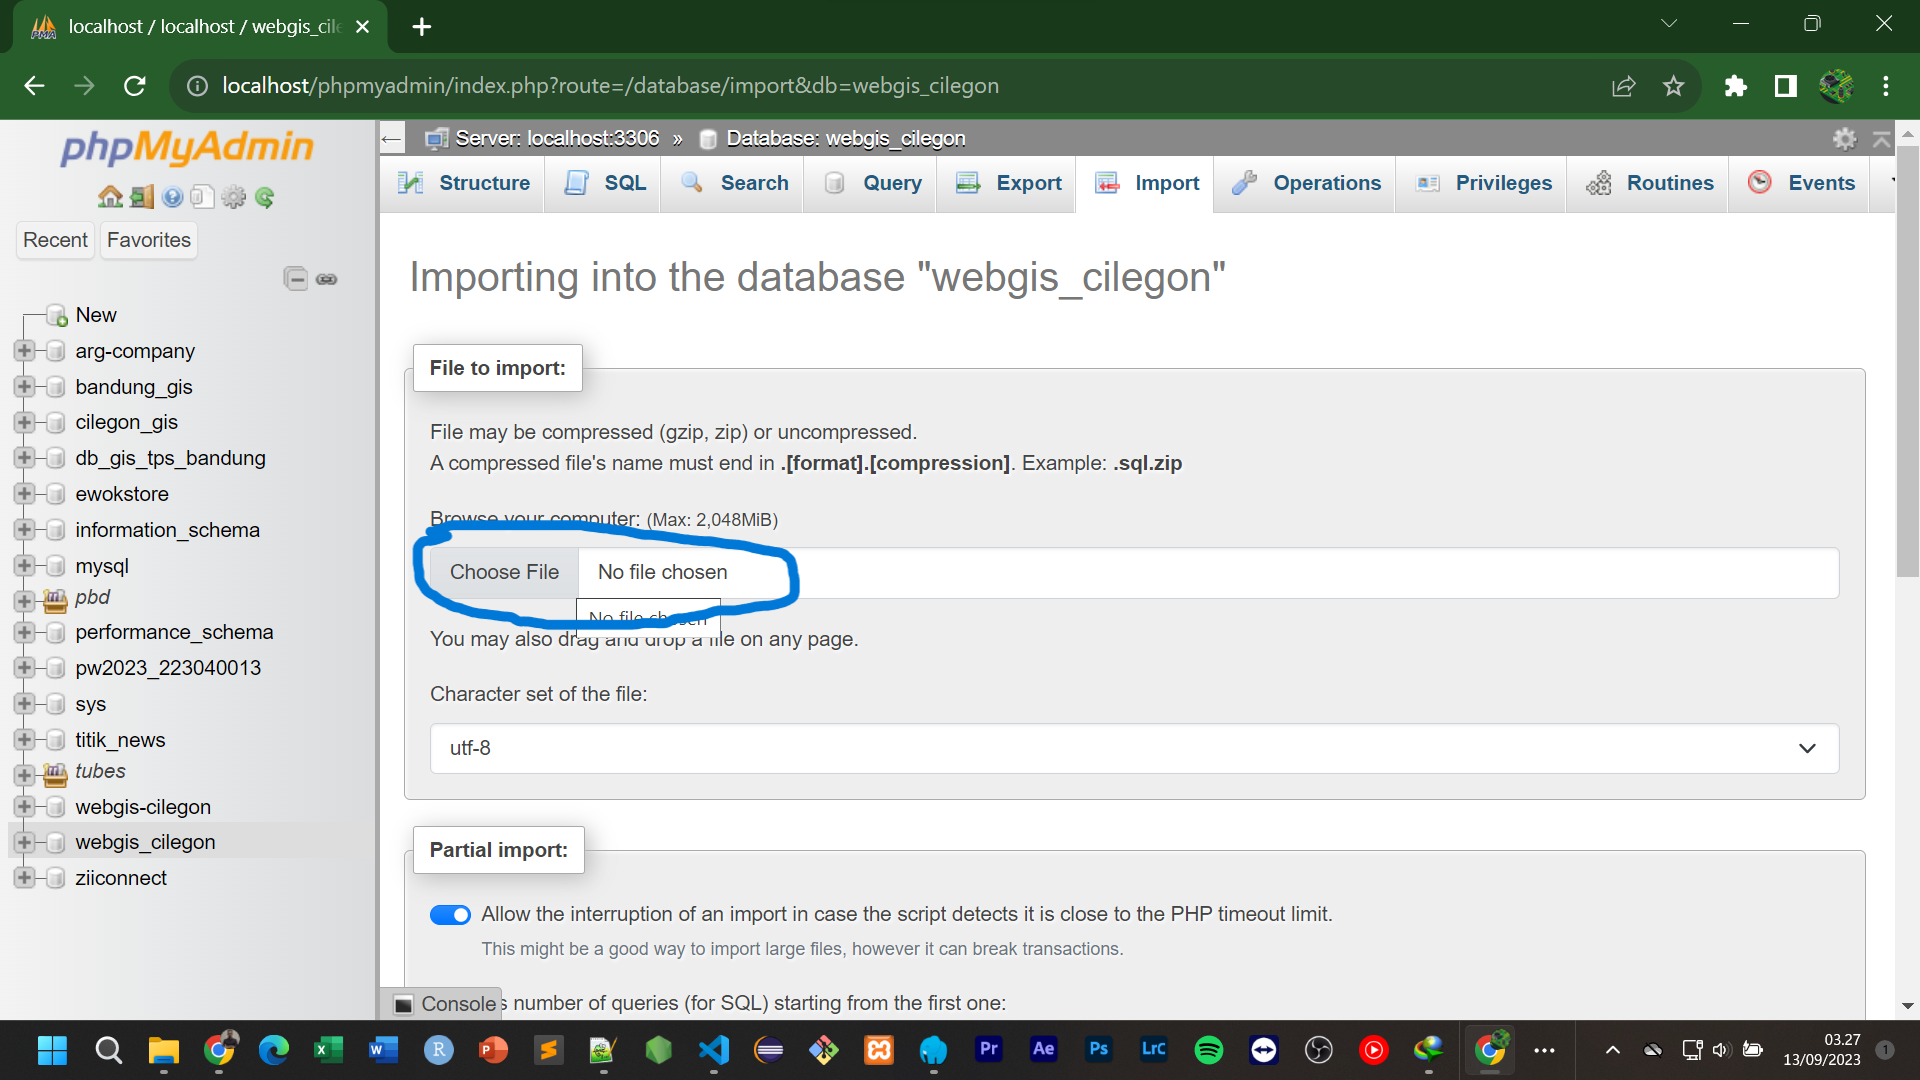 localhost / localhost / webgis_cile
localhost/phpmyadmin/index.php?route=/database/import&db=webgis_cilegon
phpMyAdmin
Recent
Favorites
New
arg-company
bandung_gis
cilegon_gis
db_gis_tps_bandung
ewokstore
information_schema
mysql
pbd
performance_schema
pw2023_223040013
sys
titik_news
tubes
webgis-cilegon
webgis_cilegon
ziiconnect
Server: localhost:3306 » Database: webgis_cilegon
Structure SQL Search Query Export Import Operations Privileges Routines Events
Importing into the database "webgis_cilegon"
File to import:
File may be compressed (gzip, zip) or uncompressed.
A compressed file's name must end in .[format].[compression]. Example: .sql.zip
Browse your computer: (Max: 2,048MiB)
Choose File No file chosen
No file chosen
You may also drag and drop a file on any page.
Character set of the file:
utf-8
Partial import:
Allow the interruption of an import in case the script detects it is close to the PHP timeout limit.
This might be a good way to import large files, however it can break transactions.
Console
s number of queries (for SQL) starting from the first one:
Pr Ae Ps LrC
03.27
13/09/2023
1